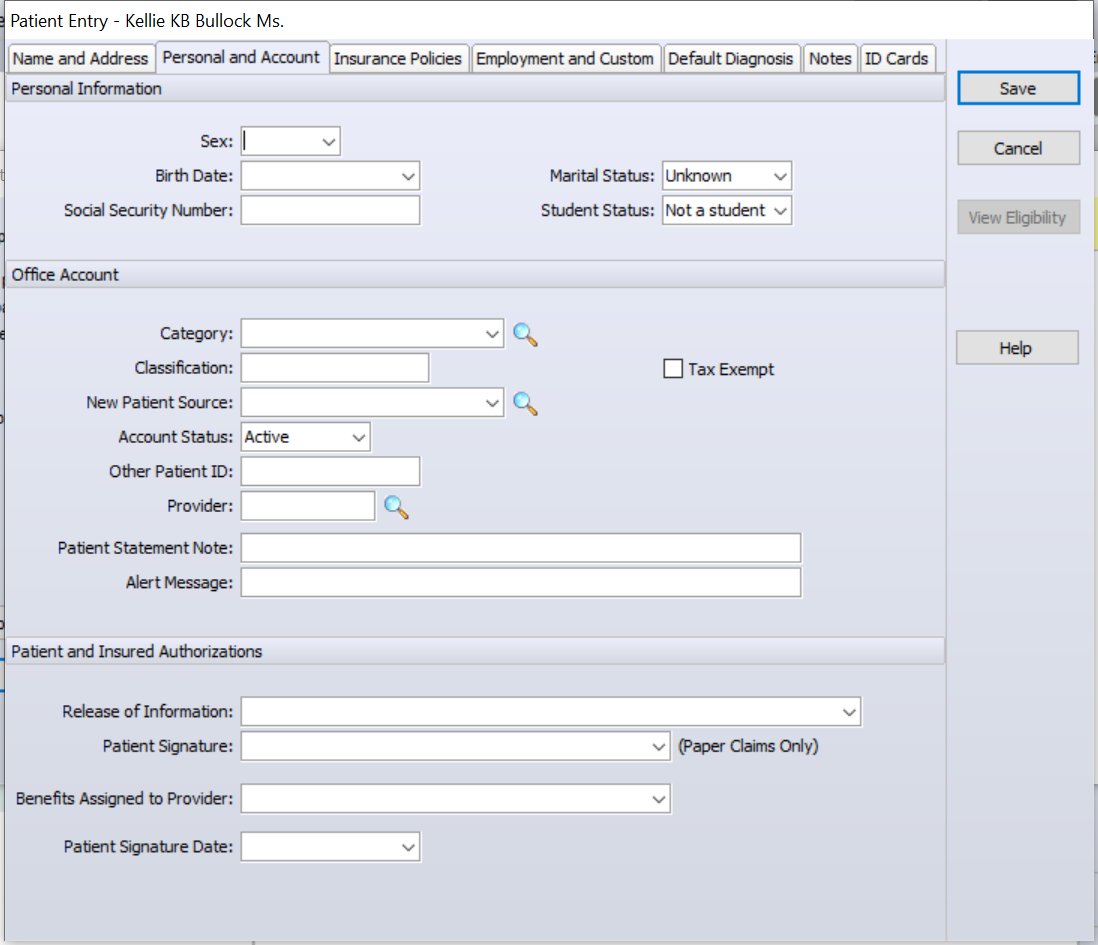 Patient Entry - Kellie KB Bullock Ms.
Name and Address Personal and Account Insurance Policies Employment and Custom Default Diagnosis Notes ID Cards
Personal Information
Save
Sex:
Cancel
Birth Date: Marital Status: Unknown
Social Security Number: Student Status: Not a student
View Eligibility
Office Account
Category:
Help
Classification: Tax Exempt
New Patient Source:
Account Status: Active
Other Patient ID:
Provider:
Patient Statement Note:
Alert Message:
Patient and Insured Authorizations
Release of Information:
Patient Signature: (Paper Claims Only)
Benefits Assigned to Provider:
Patient Signature Date: